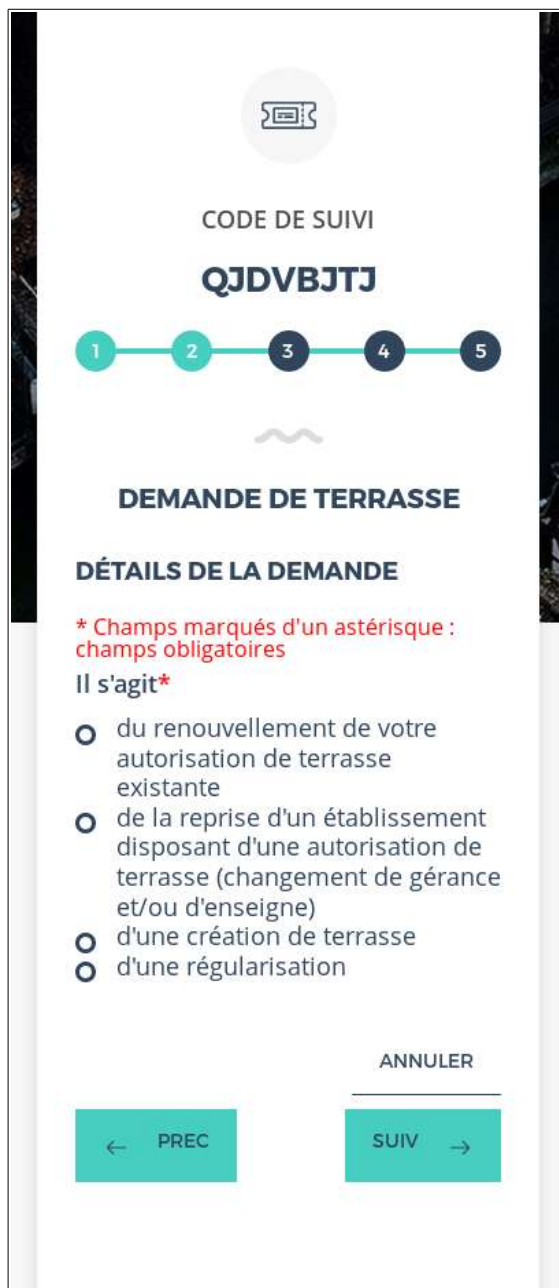 CODE DE SUIVI
QJDVBJTJ
1 2 3 4 5
DEMANDE DE TERRASSE
DÉTAILS DE LA DEMANDE
* Champs marqués d'un astérisque :
champs obligatoires
Il s'agit*
du renouvellement de votre
autorisation de terrasse
existante
de la reprise d'un établissement
disposant d'une autorisation de
terrasse (changement de gérance
et/ou d'enseigne)
d'une création de terrasse
d'une régularisation
ANNULER
← PREC
SUIV →